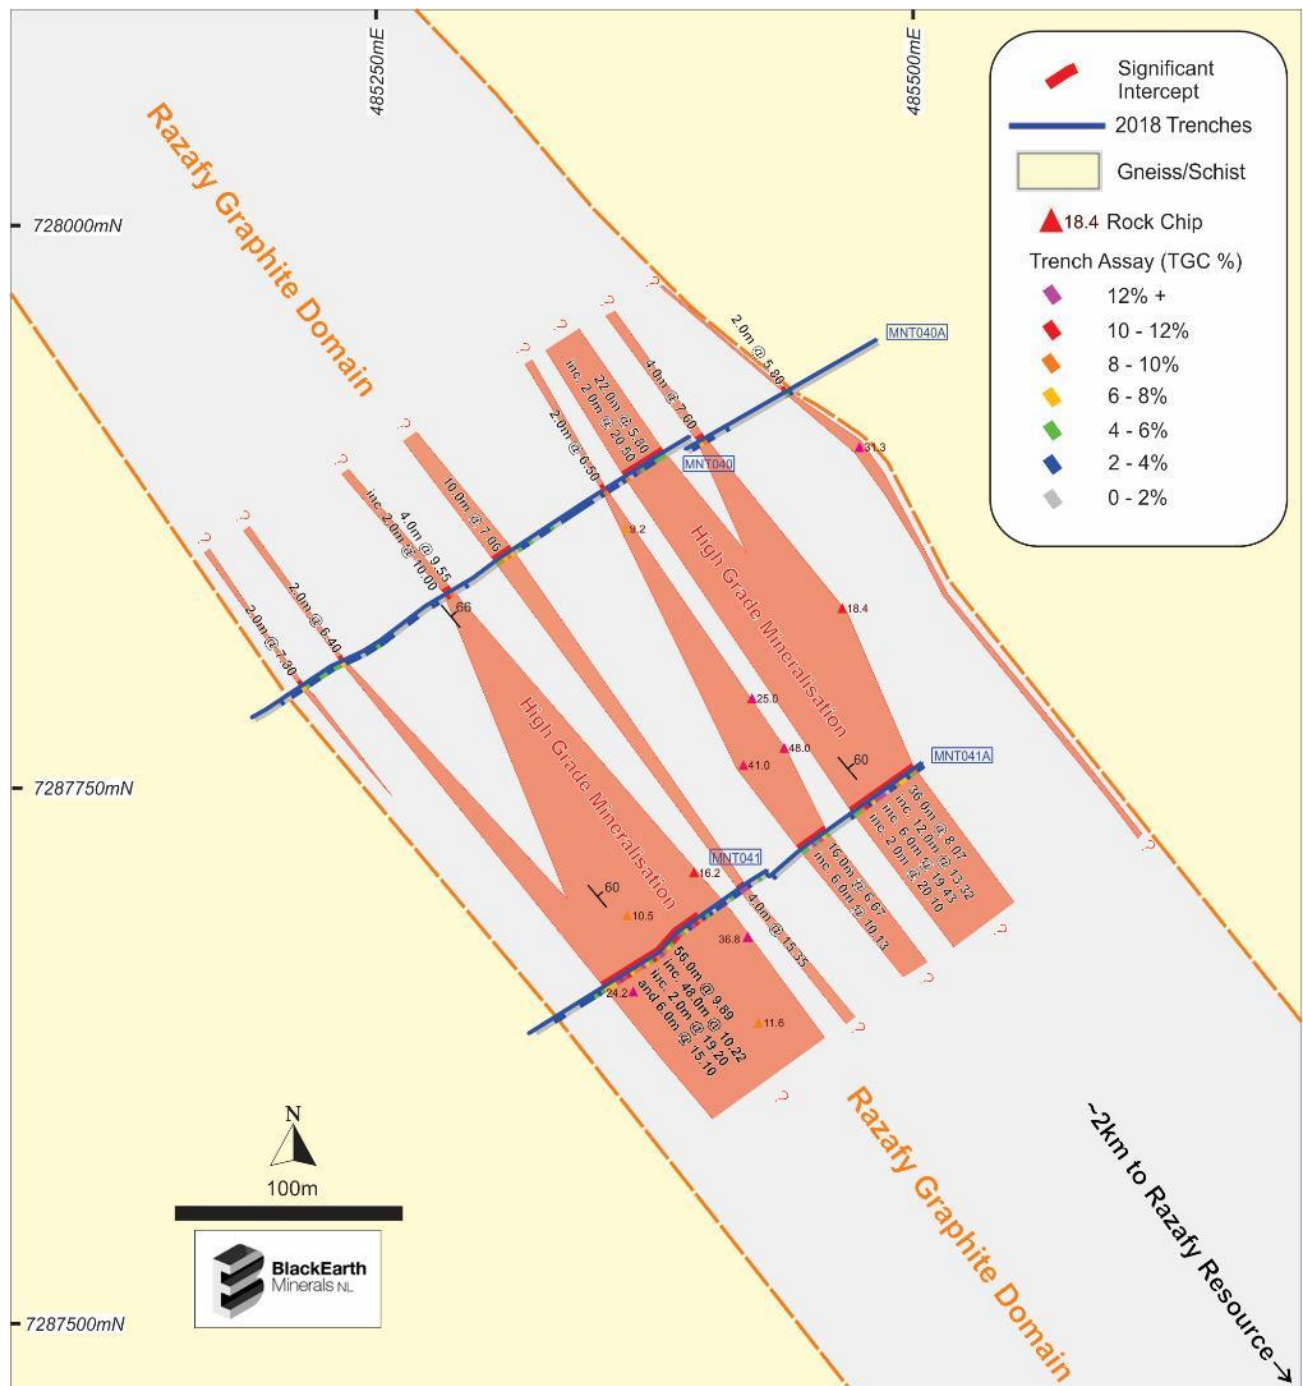 485250mE
485500mE
728000mN
7287750mN
7287500mN
Significant
Intercept
2018 Trenches
Gneiss/Schist
18.4 Rock Chip
Trench Assay (TGC %)
12% +
10 - 12%
8 - 10%
6 - 8%
4 - 6%
2 - 4%
0 - 2%
Razafy Graphite Domain
MNT040A
MNT040
?
?
?
?
?
?
?
?
2.0m @ 5.80
4.0m @ 7.60
22.0m @ 5.80
inc. 2.0m @ 20.50
2.0m @ 6.50
10.0m @ 7.06
4.0m @ 9.55
inc. 2.0m @ 10.00
2.0m @ 6.40
2.0m @ 7.30
31.3
9.2
18.4
66
25.0
48.0
41.0
60
High Grade Mineralisation
High Grade Mineralisation
MNT041A
MNT041
16.2
60
10.5
36.8
24.2
11.6
36.0m @ 8.07
inc. 12.0m @ 13.32
inc. 6.0m @ 19.43
inc. 2.0m @ 20.10
16.0m @ 6.67
inc. 6.0m @ 10.13
4.0m @ 15.35
56.0m @ 9.89
inc. 48.0m @ 10.22
inc. 2.0m @ 19.20
and 6.0m @ 15.10
?
?
?
?
?
Razafy Graphite Domain
~2km to Razafy Resource
N
100m
BlackEarth
Minerals NL